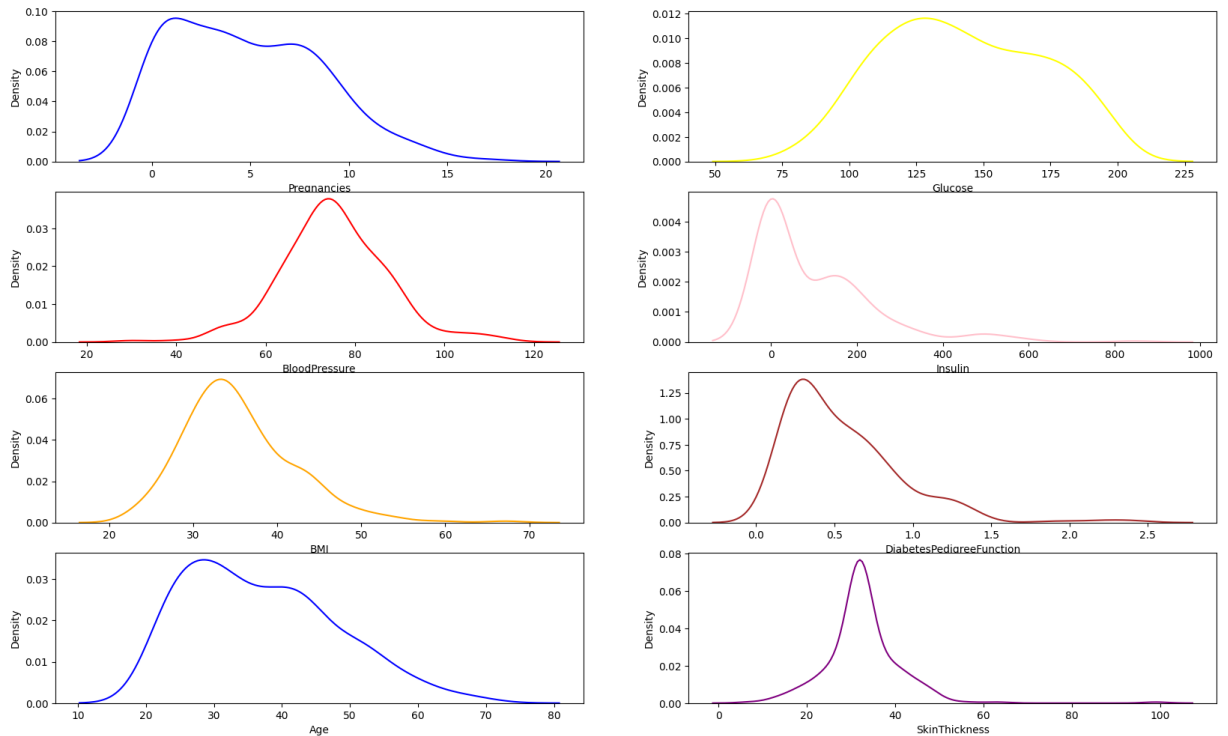 0.10
0.08
0.06
0.04
0.02
0.00
Density
0 5 10 15 20
Pregnancies
0.012
0.010
0.008
0.006
0.004
0.002
0.000
Density
50 75 100 125 150 175 200 225
Glucose
0.03
0.02
0.01
0.00
Density
20 40 60 80 100 120
BloodPressure
0.004
0.003
0.002
0.001
0.000
Density
0 200 400 600 800 1000
Insulin
0.06
0.04
0.02
0.00
Density
20 30 40 50 60 70
BMI
1.25
1.00
0.75
0.50
0.25
0.00
Density
0.0 0.5 1.0 1.5 2.0 2.5
DiabetesPedigreeFunction
0.03
0.02
0.01
0.00
Density
10 20 30 40 50 60 70 80
Age
0.08
0.06
0.04
0.02
0.00
Density
0 20 40 60 80 100
SkinThickness